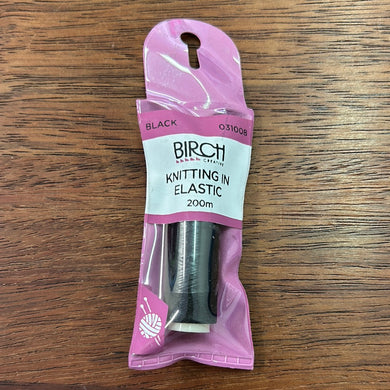 BLACK 031008
BIRCH
CREATIVE
KNITTING IN
ELASTIC
200m